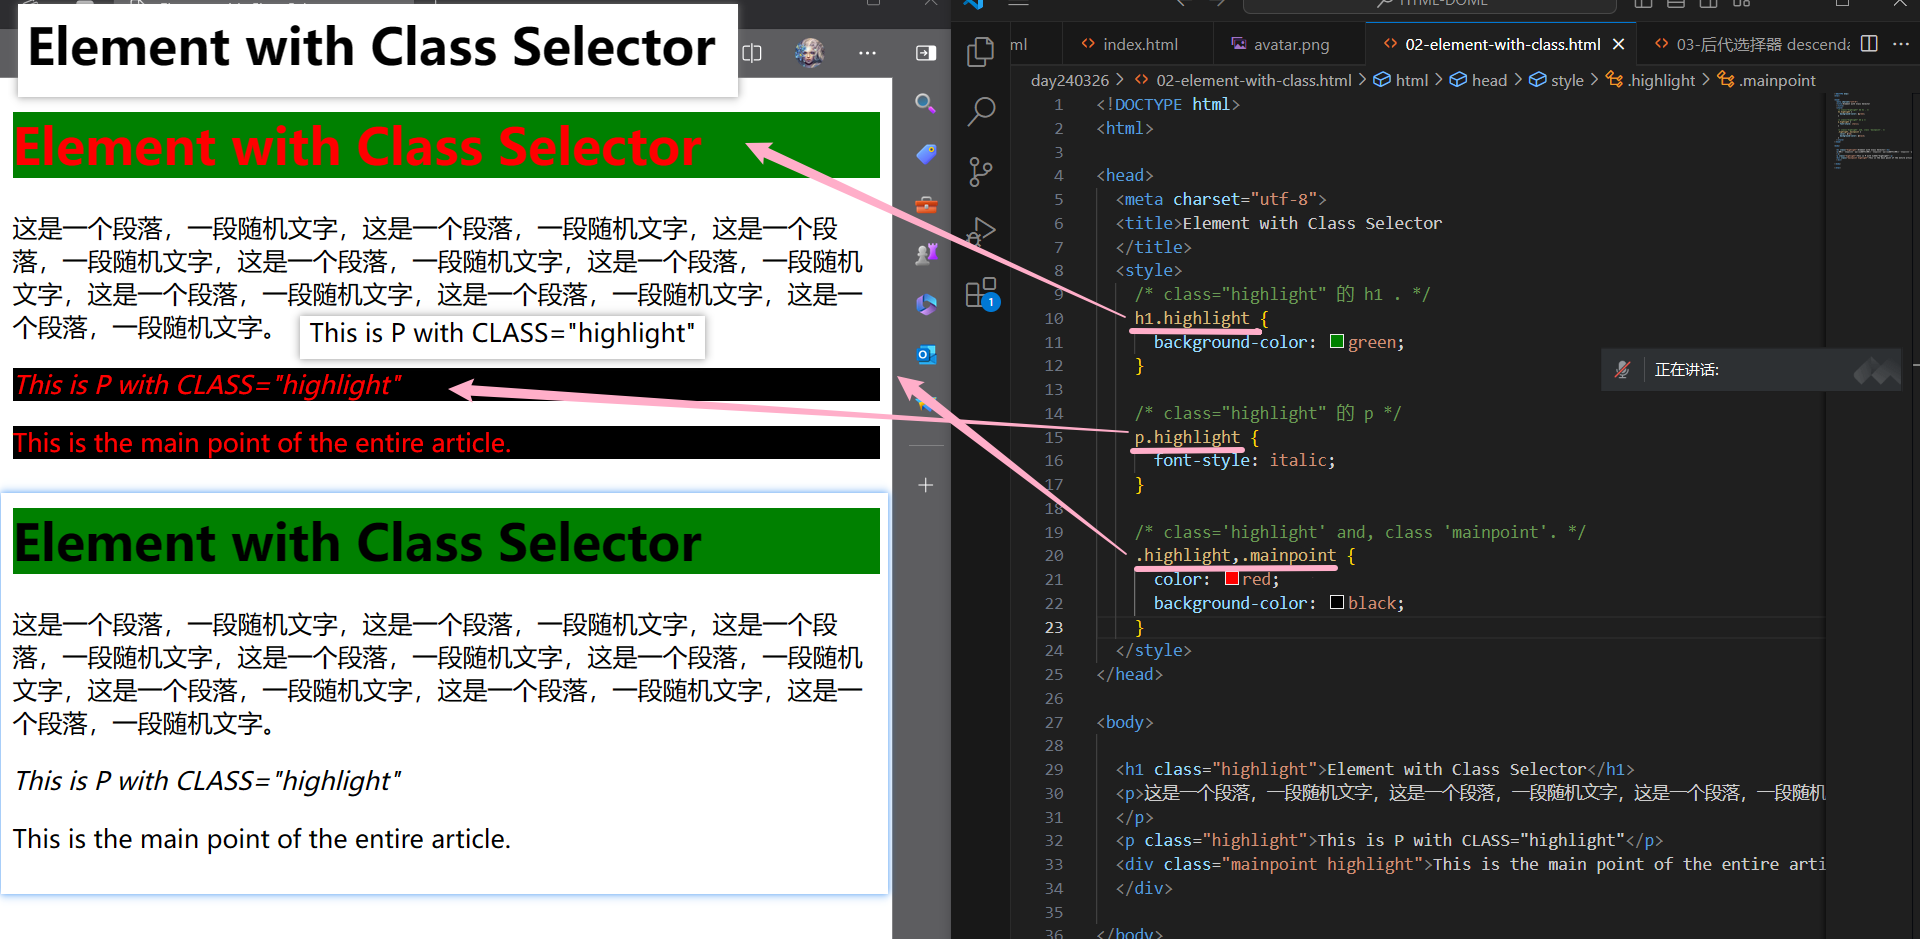 Element with Class Selector
Element with Class Selector
这是一个段落，一段随机文字，这是一个段落，一段随机文字，这是一个段
落，一段随机文字，这是一个段落，一段随机文字，这是一个段落，一段随机
文字，这是一个段落，一段随机文字，这是一个段落，一段随机文字，这是一
个段落，一段随机文字。
This is P with CLASS="highlight"
This is P with CLASS="highlight"
This is the main point of the entire article.
Element with Class Selector
这是一个段落，一段随机文字，这是一个段落，一段随机文字，这是一个段
落，一段随机文字，这是一个段落，一段随机文字，这是一个段落，一段随机
文字，这是一个段落，一段随机文字，这是一个段落，一段随机文字，这是一
个段落，一段随机文字。
This is P with CLASS="highlight"
This is the main point of the entire article.
HTML-DOME
ml index.html avatar.png 02-element-with-class.html 03-后代选择器 descenda
day240326 > 02-element-with-class.html > html > head > style > .highlight > .mainpoint
1 <!DOCTYPE html>
2 <html>
3
4 <head>
5 <meta charset="utf-8">
6 <title>Element with Class Selector
7 </title>
8 <style>
9 /* class="highlight" 的 h1 . */
10 h1.highlight {
11 background-color: green;
12 }
13
14 /* class="highlight" 的 p */
15 p.highlight {
16 font-style: italic;
17 }
18
19 /* class='highlight' and, class 'mainpoint'. */
20 .highlight,.mainpoint {
21 color: red;
22 background-color: black;
23 }
24 </style>
25 </head>
26
27 <body>
28
29 <h1 class="highlight">Element with Class Selector</h1>
30 <p>这是一个段落，一段随机文字，这是一个段落，一段随机文字，这是一个段落，一段随机
31 </p>
32 <p class="highlight">This is P with CLASS="highlight"</p>
33 <div class="mainpoint highlight">This is the main point of the entire arti
34 </div>
35
36 </body>
1
正在讲话: